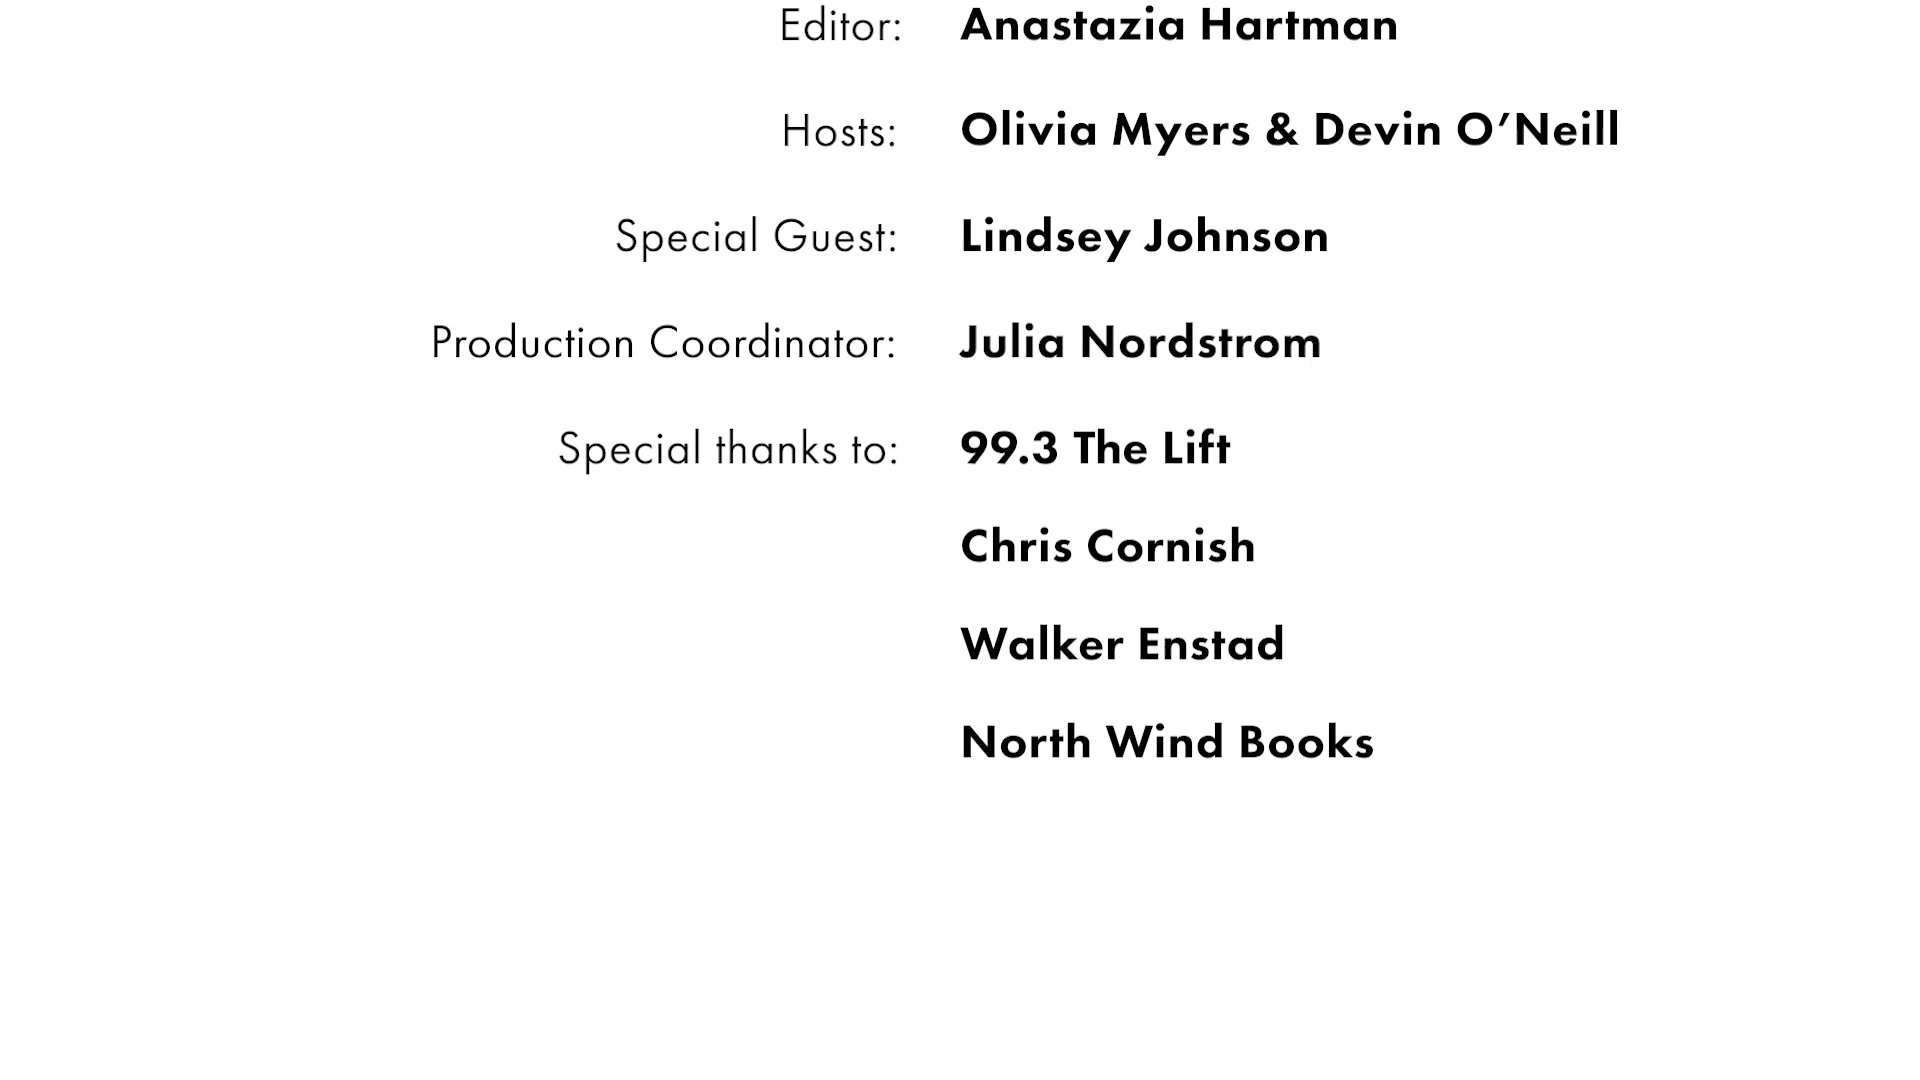 Editor: Anastazia Hartman
Hosts: Olivia Myers & Devin O’Neill
Special Guest: Lindsey Johnson
Production Coordinator: Julia Nordstrom
Special thanks to: 99.3 The Lift
Chris Cornish
Walker Enstad
North Wind Books